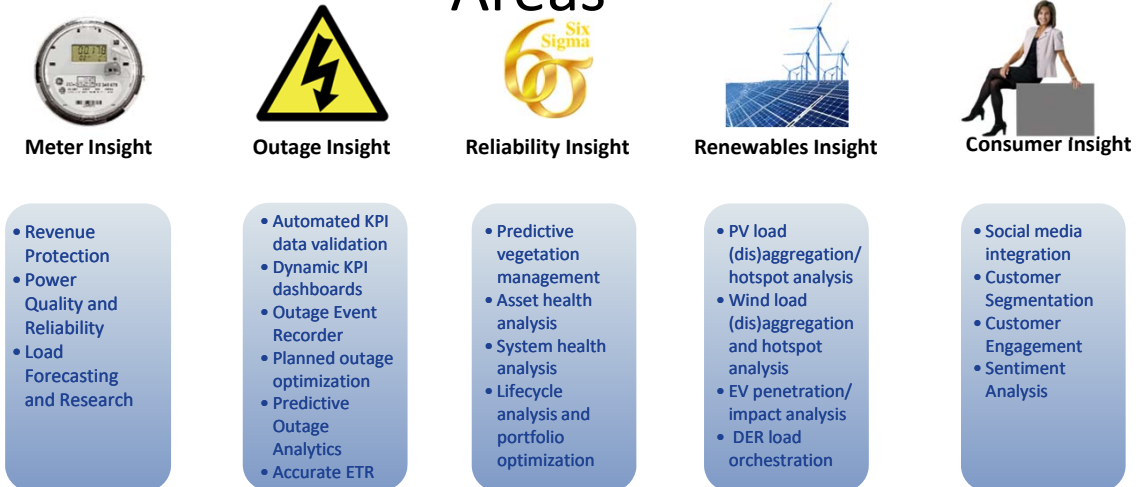 Areas
Six
Sigma
6σ
Meter Insight
Outage Insight
Reliability Insight
Renewables Insight
Consumer Insight
• Revenue
Protection
• Power
Quality and
Reliability
• Load
Forecasting
and Research
• Automated KPI
data validation
• Dynamic KPI
dashboards
• Outage Event
Recorder
• Planned outage
optimization
• Predictive
Outage
Analytics
• Accurate ETR
• Predictive
vegetation
management
• Asset health
analysis
• System health
analysis
• Lifecycle
analysis and
portfolio
optimization
• PV load
(dis)aggregation/
hotspot analysis
• Wind load
(dis)aggregation
and hotspot
analysis
• EV penetration/
impact analysis
• DER load
orchestration
• Social media
integration
• Customer
Segmentation
• Customer
Engagement
• Sentiment
Analysis